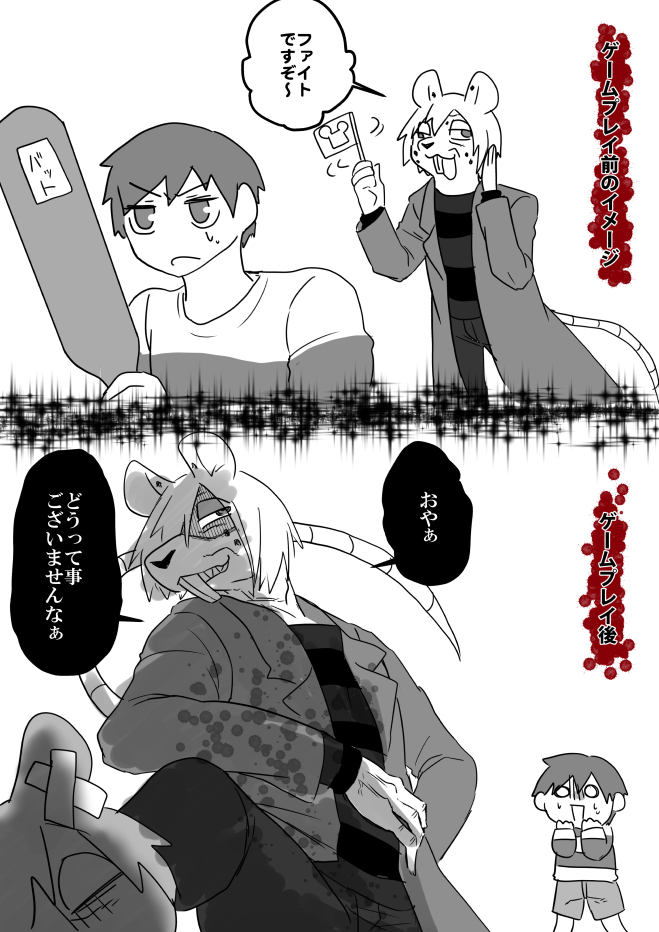 ゲームプレイ前のイメージ
ファイト
ですぞ～
バット
ゲームプレイ後
おやぁ
どうって事
ございませんなぁ